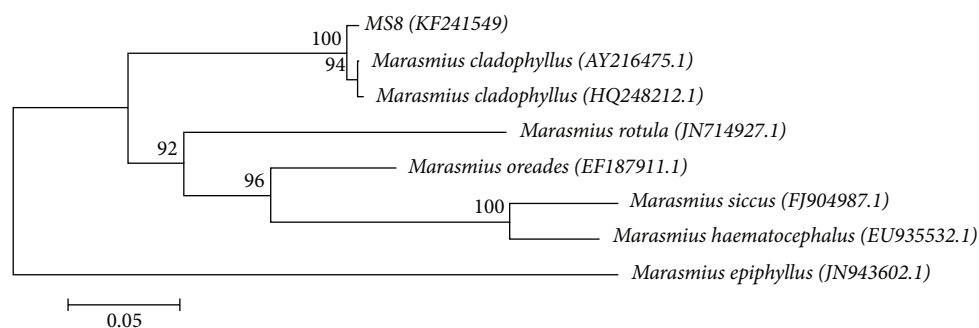 MS8 (KF241549)
100
Marasmius cladophyllus (AY216475.1)
94
Marasmius cladophyllus (HQ248212.1)
Marasmius rotula (JN714927.1)
92
Marasmius oreades (EF187911.1)
96
Marasmius siccus (FJ904987.1)
100
Marasmius haematocephalus (EU935532.1)
Marasmius epiphyllus (JN943602.1)
0.05